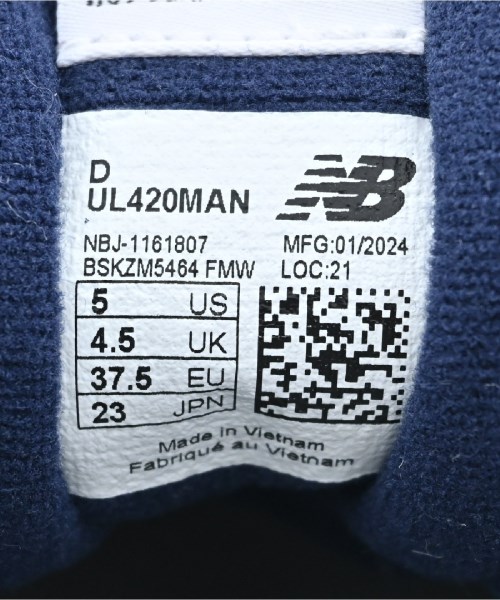 D
UL420MAN
NB
NBJ-1161807 MFG:01/2024
BSKZM5464 FMW LOC:21
5 US
4.5 UK
37.5 EU
23 JPN
Made in Vietnam
Fabriqué au Vietnam